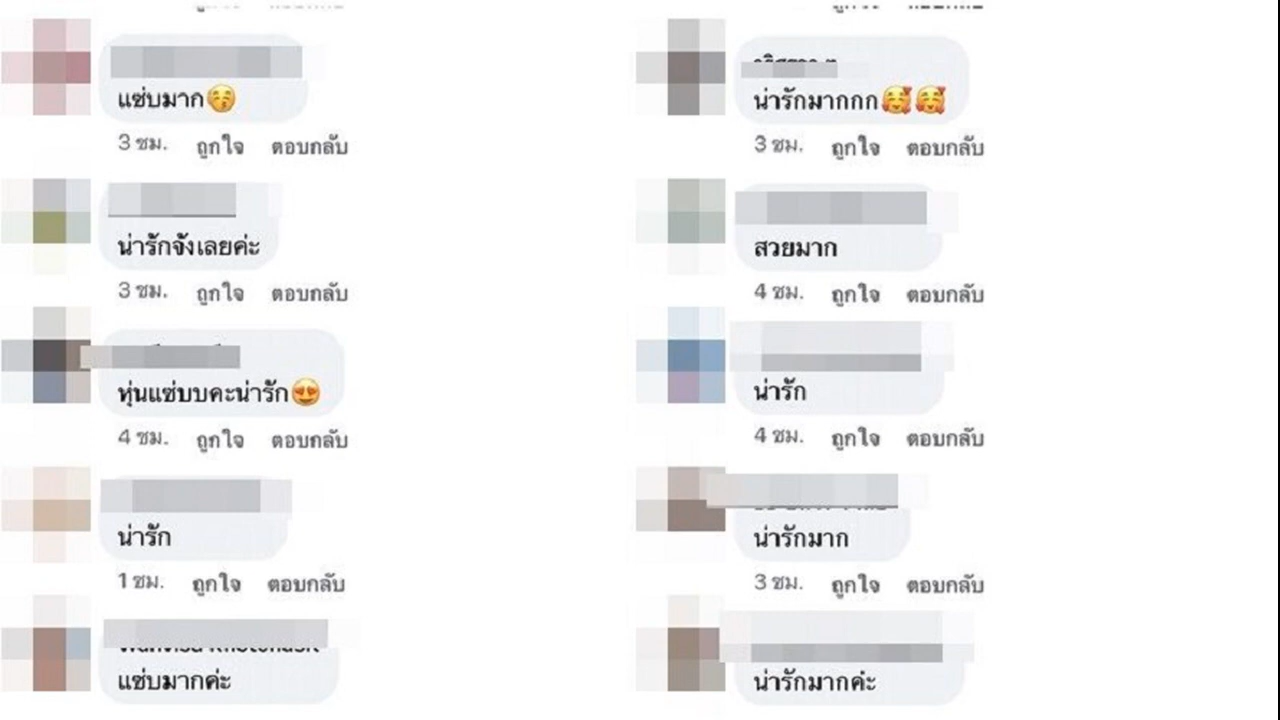 แซ่บมาก😚
3 ชม. ถูกใจ ตอบกลับ
น่ารักจังเลยค่ะ
3 ชม. ถูกใจ ตอบกลับ
หุ่นแซ่บบคะน่ารัก😍
4 ชม. ถูกใจ ตอบกลับ
น่ารัก
1 ชม. ถูกใจ ตอบกลับ
แซ่บมากค่ะ
น่ารักมากกก🥰🥰
3 ชม. ถูกใจ ตอบกลับ
สวยมาก
4 ชม. ถูกใจ ตอบกลับ
น่ารัก
4 ชม. ถูกใจ ตอบกลับ
น่ารักมาก
3 ชม. ถูกใจ ตอบกลับ
น่ารักมากค่ะ